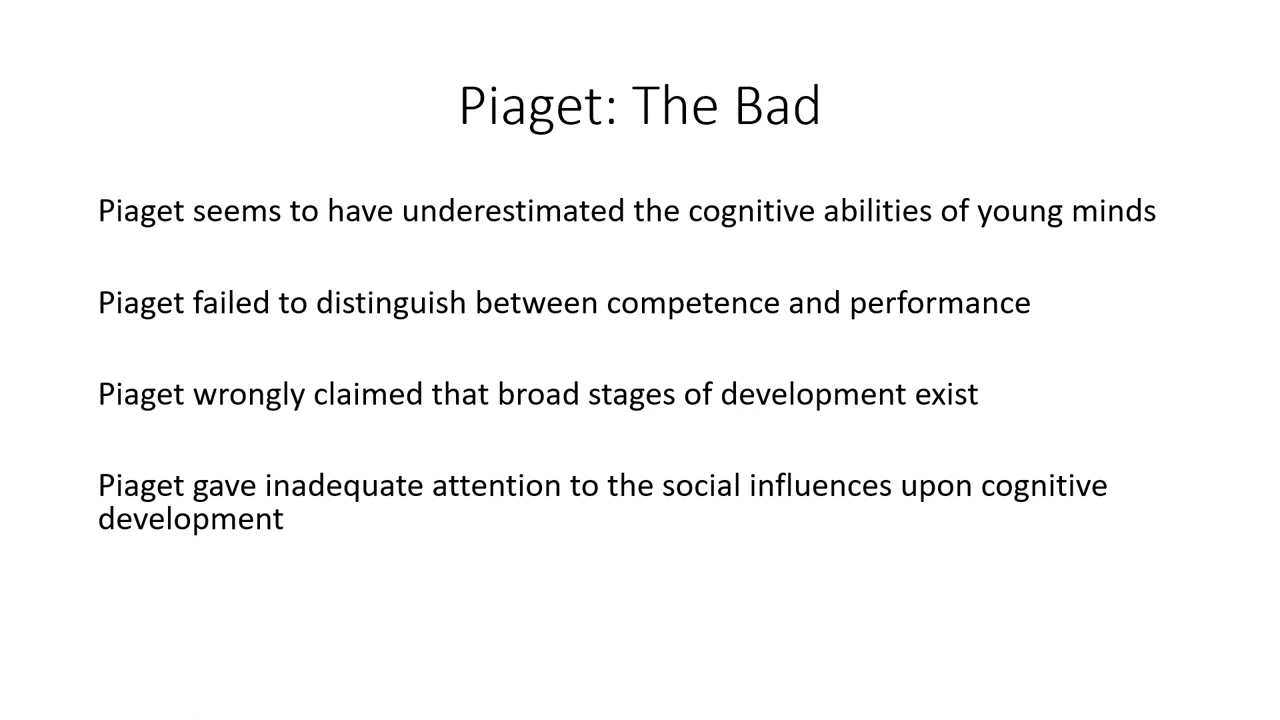 Piaget: The Bad
Piaget seems to have underestimated the cognitive abilities of young minds
Piaget failed to distinguish between competence and performance
Piaget wrongly claimed that broad stages of development exist
Piaget gave inadequate attention to the social influences upon cognitive
development